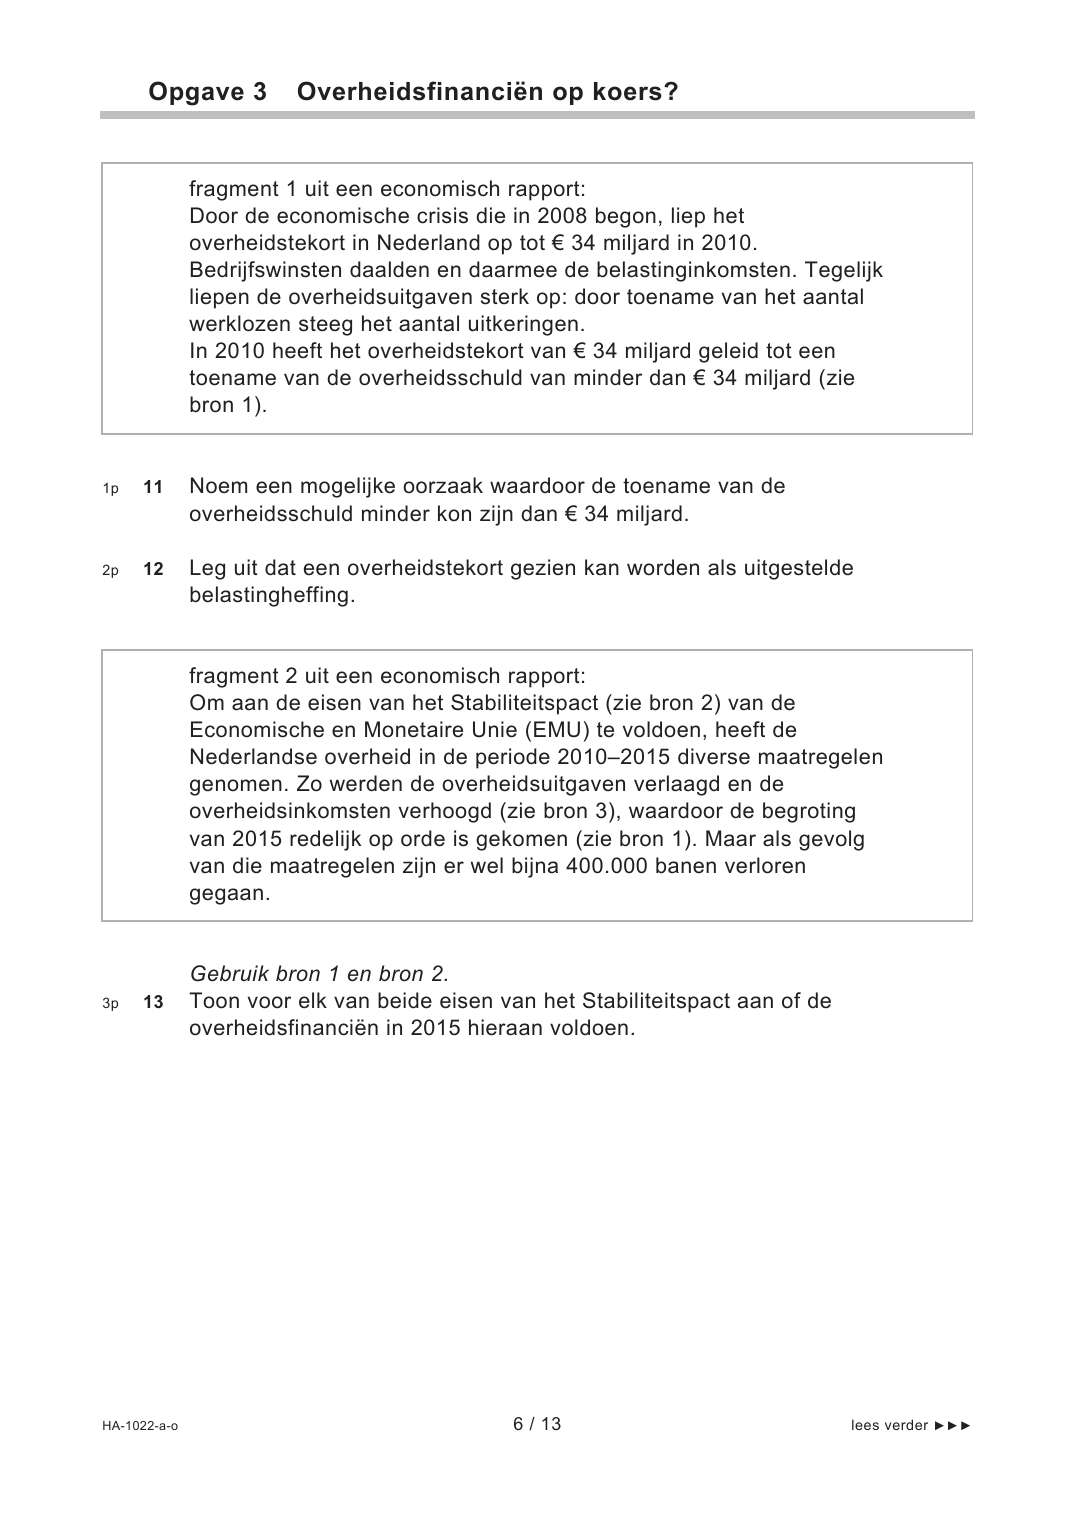 Opgave 3 Overheidsfinanciën op koers?
fragment 1 uit een economisch rapport:
Door de economische crisis die in 2008 begon, liep het
overheidstekort in Nederland op tot € 34 miljard in 2010.
Bedrijfswinsten daalden en daarmee de belastinginkomsten. Tegelijk
liepen de overheidsuitgaven sterk op: door toename van het aantal
werklozen steeg het aantal uitkeringen.
In 2010 heeft het overheidstekort van € 34 miljard geleid tot een
toename van de overheidsschuld van minder dan € 34 miljard (zie
bron 1).
1p 11 Noem een mogelijke oorzaak waardoor de toename van de
overheidsschuld minder kon zijn dan € 34 miljard.
2p 12 Leg uit dat een overheidstekort gezien kan worden als uitgestelde
belastingheffing.
fragment 2 uit een economisch rapport:
Om aan de eisen van het Stabiliteitspact (zie bron 2) van de
Economische en Monetaire Unie (EMU) te voldoen, heeft de
Nederlandse overheid in de periode 2010–2015 diverse maatregelen
genomen. Zo werden de overheidsuitgaven verlaagd en de
overheidsinkomsten verhoogd (zie bron 3), waardoor de begroting
van 2015 redelijk op orde is gekomen (zie bron 1). Maar als gevolg
van die maatregelen zijn er wel bijna 400.000 banen verloren
gegaan.
Gebruik bron 1 en bron 2.
3p 13 Toon voor elk van beide eisen van het Stabiliteitspact aan of de
overheidsfinanciën in 2015 hieraan voldoen.
HA-1022-a-o 6 / 13 lees verder ►►►